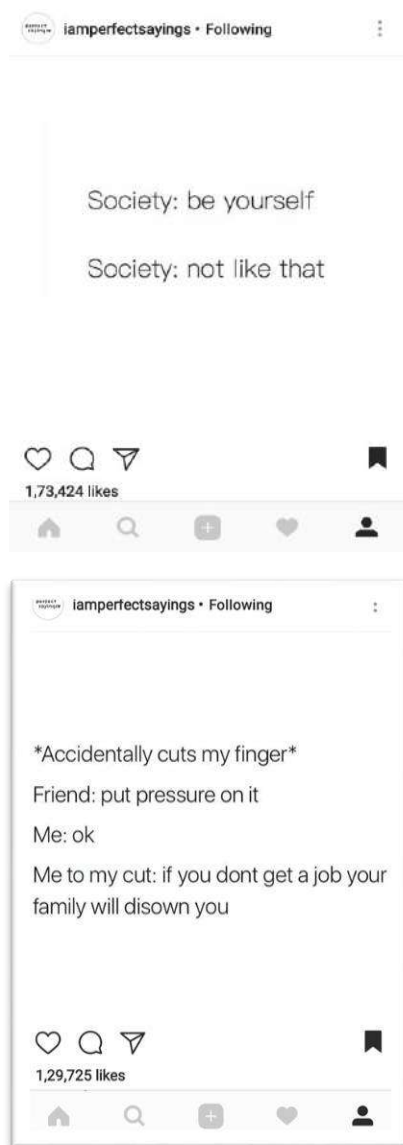 iamperfectsayings • Following
Society: be yourself
Society: not like that
1,73,424 likes
iamperfectsayings • Following
*Accidentally cuts my finger*
Friend: put pressure on it
Me: ok
Me to my cut: if you dont get a job your
family will disown you
1,29,725 likes